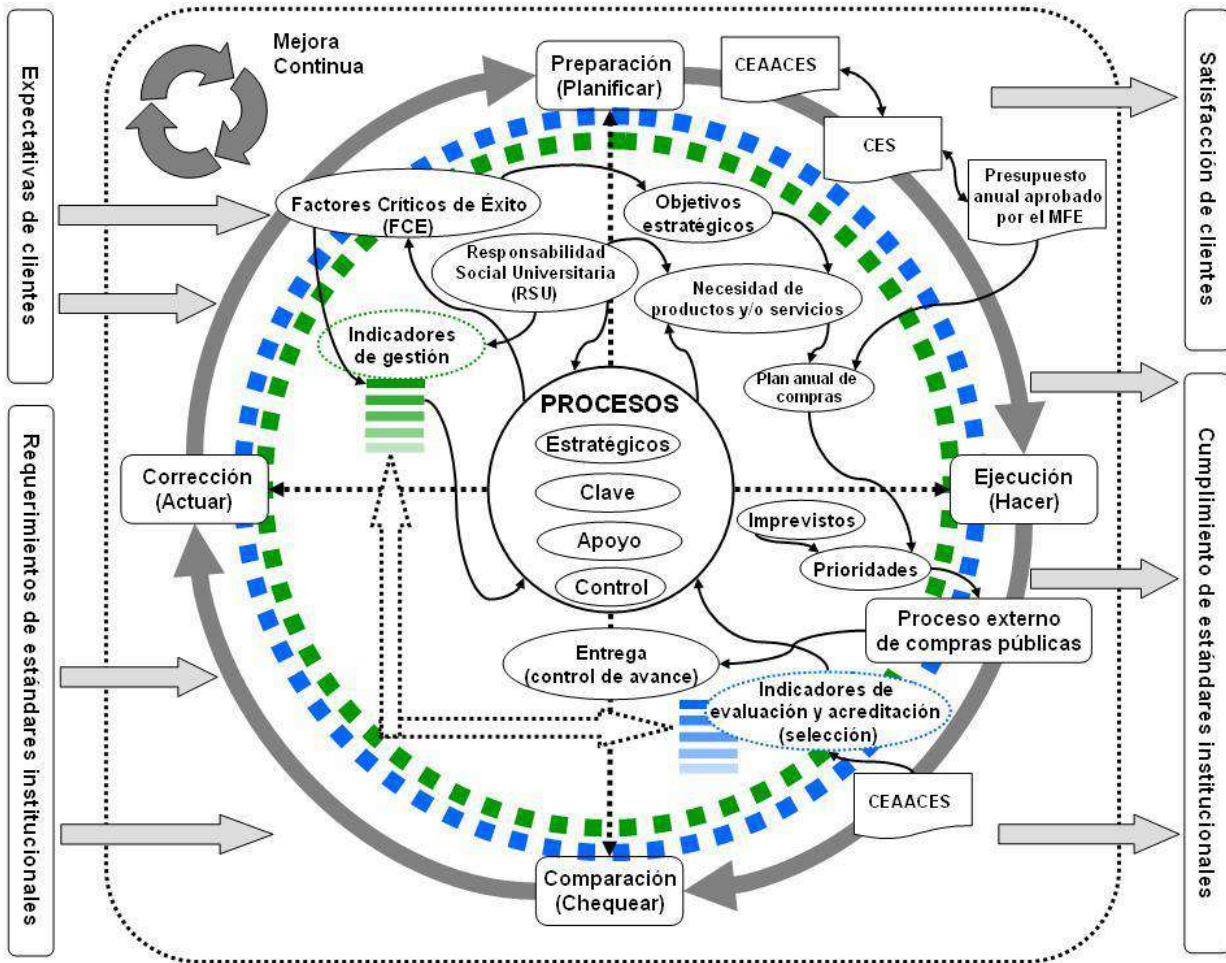 Expectativas de clientes
Requerimientos de estándares institucionales
Mejora
Continua
Preparación
(Planificar)
CEAACES
CES
Presupuesto
anual aprobado
por el MFE
Factores Críticos de Éxito
(FCE)
Objetivos
estratégicos
Responsabilidad
Social Universitaria
(RSU)
Necesidad de
productos y/o servicios
Indicadores
de gestión
Plan anual de
compras
PROCESOS
Estratégicos
Clave
Apoyo
Control
Corrección
(Actuar)
Ejecución
(Hacer)
Imprevistos
Prioridades
Proceso externo
de compras públicas
Entrega
(control de avance)
Indicadores de
evaluación y acreditación
(selección)
CEAACES
Comparación
(Chequear)
Satisfacción de clientes
Cumplimiento de estándares institucionales